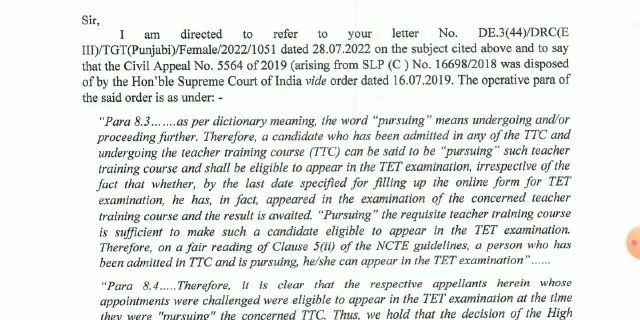 Sir,
I am directed to refer to your letter No. DE.3(44)/DRC(E
III)/TGT(Punjabi)/Female/2022/1051 dated 28.07.2022 on the subject cited above and to say
that the Civil Appeal No. 5564 of 2019 (arising from SLP (C ) No. 16698/2018 was disposed
of by the Hon'ble Supreme Court of India vide order dated 16.07.2019. The operative para of
the said order is as under: -
"Para 8.3.......as per dictionary meaning, the word "pursuing" means undergoing and/or
proceeding further. Therefore, a candidate who has been admitted in any of the TTC and
undergoing the teacher training course (TTC) can be said to be "pursuing" such teacher
training course and shall be eligible to appear in the TET examination, irrespective of the
fact that whether, by the last date specified for filling up the online form for TET
examination, he has, in fact, appeared in the examination of the concerned teacher
training course and the result is awaited. "Pursuing" the requisite teacher training course
is sufficient to make such a candidate eligible to appear in the TET examination.
Therefore, on a fair reading of Clause 5(ii) of the NCTE guidelines, a person who has
been admitted in TTC and is pursuing, he/she can appear in the TET examination"......
"Para 8.4.....Therefore, it is clear that the respective appellants herein whose
appointments were challenged were eligible to appear in the TET examination at the time
they were "pursuing" the concerned TTC. Thus, we hold that the decision of the High